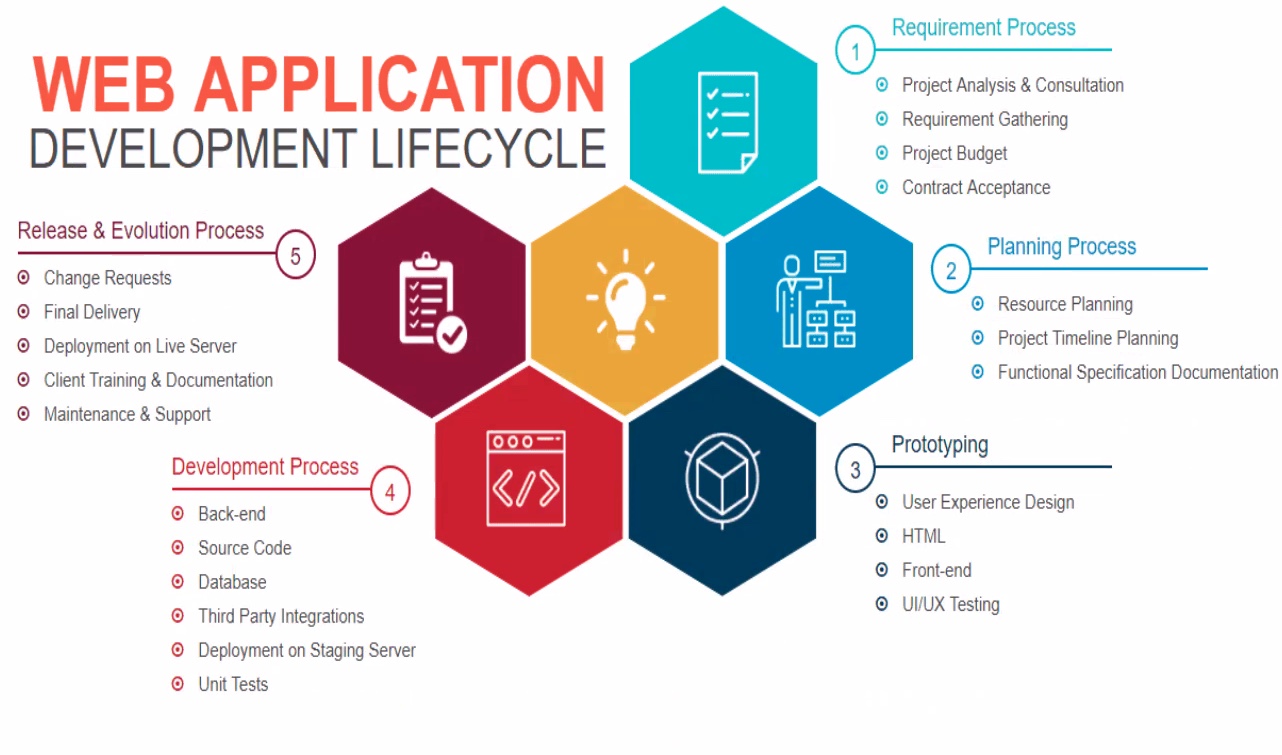 WEB APPLICATION
DEVELOPMENT LIFECYCLE
1
Requirement Process
Project Analysis & Consultation
Requirement Gathering
Project Budget
Contract Acceptance
2
Planning Process
Resource Planning
Project Timeline Planning
Functional Specification Documentation
3
Prototyping
User Experience Design
HTML
Front-end
UI/UX Testing
4
Development Process
Back-end
Source Code
Database
Third Party Integrations
Deployment on Staging Server
Unit Tests
5
Release & Evolution Process
Change Requests
Final Delivery
Deployment on Live Server
Client Training & Documentation
Maintenance & Support